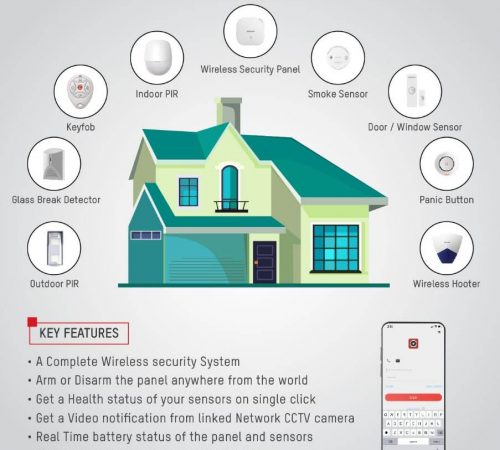 Wireless Security Panel
Indoor PIR
Smoke Sensor
Keyfob
Door / Window Sensor
Glass Break Detector
Panic Button
Outdoor PIR
Wireless Hooter
KEY FEATURES
• A Complete Wireless security System
• Arm or Disarm the panel anywhere from the world
• Get a Health status of your sensors on single click
• Get a Video notification from linked Network CCTV camera
• Real Time battery status of the panel and sensors